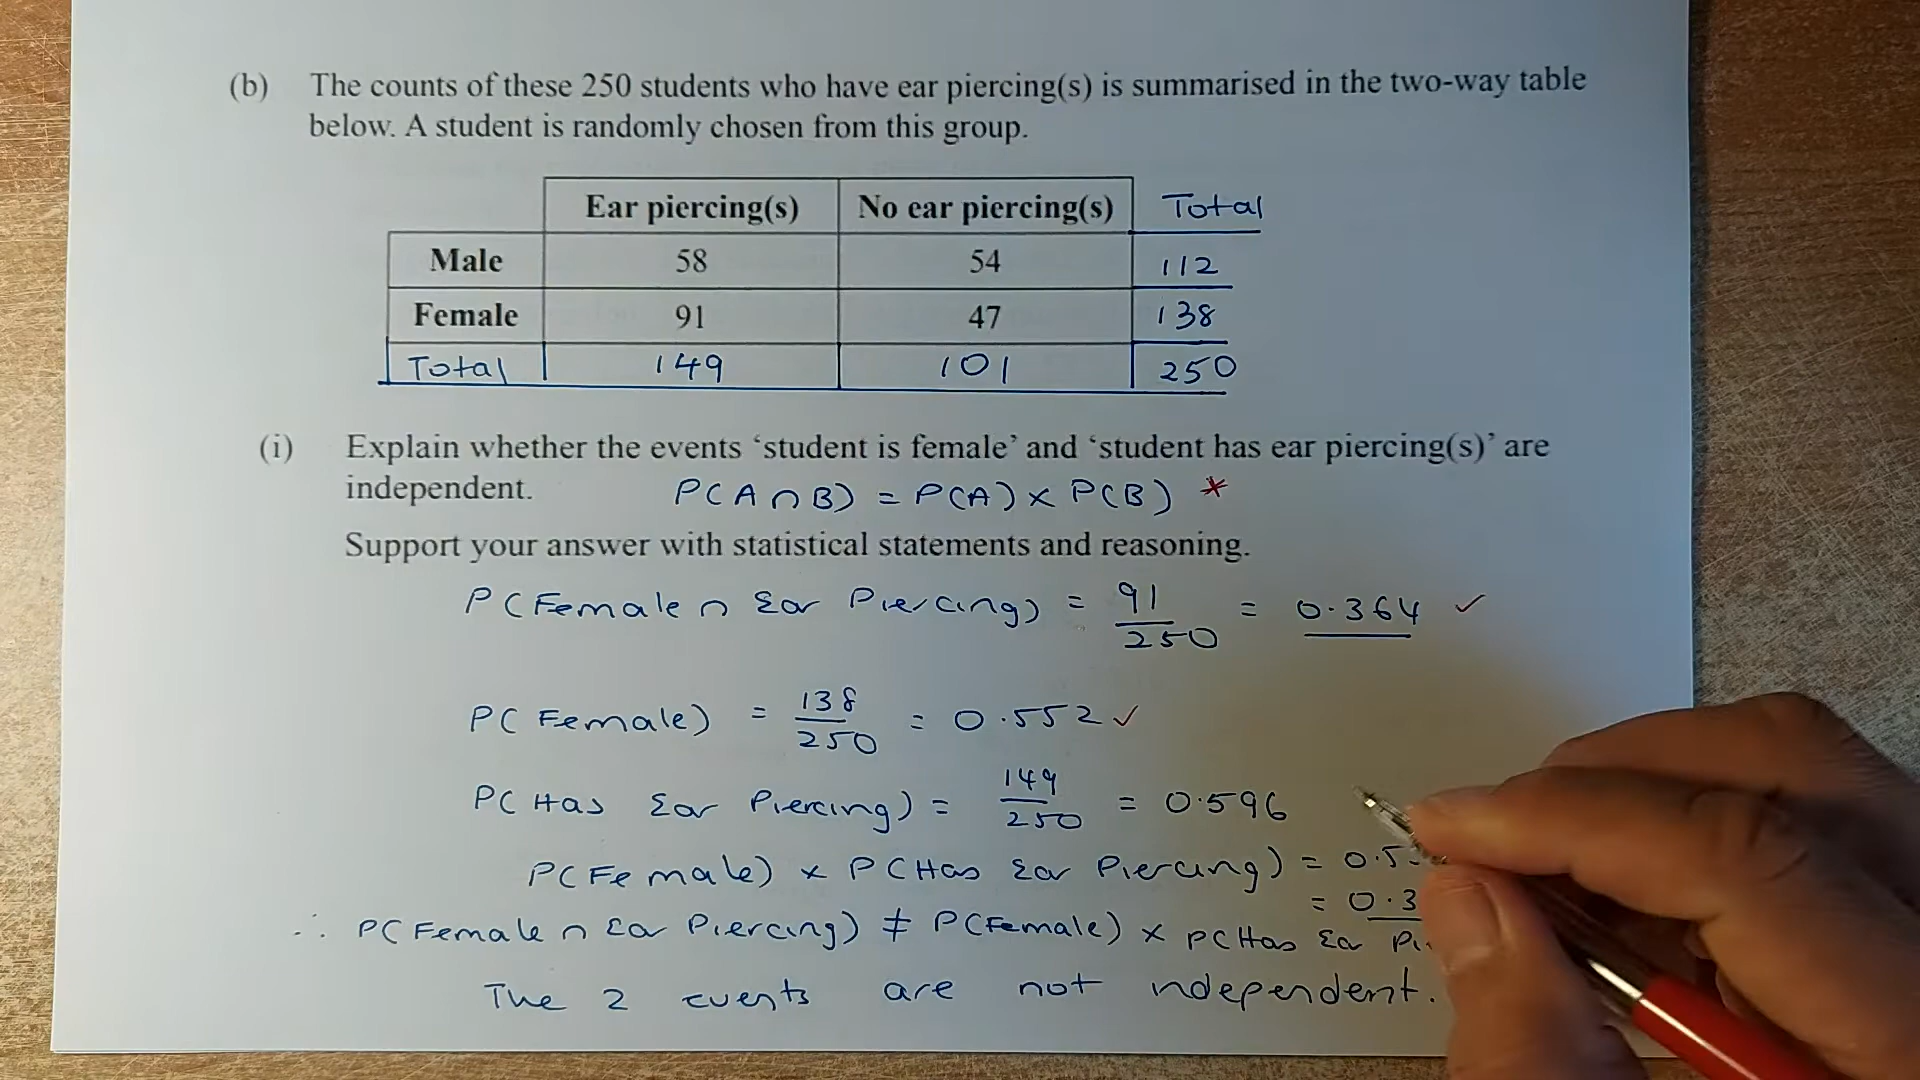 (b) The counts of these 250 students who have ear piercing(s) is summarised in the two-way table
below. A student is randomly chosen from this group.
Ear piercing(s) No ear piercing(s) Total
Male 58 54 112
Female 91 47 138
Total 149 101 250
(i) Explain whether the events ‘student is female’ and ‘student has ear piercing(s)’ are
independent. P(A ∩ B) = P(A) × P(B) *
Support your answer with statistical statements and reasoning.
P(Female ∩ Ear Piercing) = 91/250 = 0.364 ✓
P(Female) = 138/250 = 0.552 ✓
P(Has Ear Piercing) = 149/250 = 0.596
P(Female) × P(Has Ear Piercing) = 0.5
= 0.3
∴ P(Female ∩ Ear Piercing) ≠ P(Female) × P(Has Ear
The 2 events are not independent.